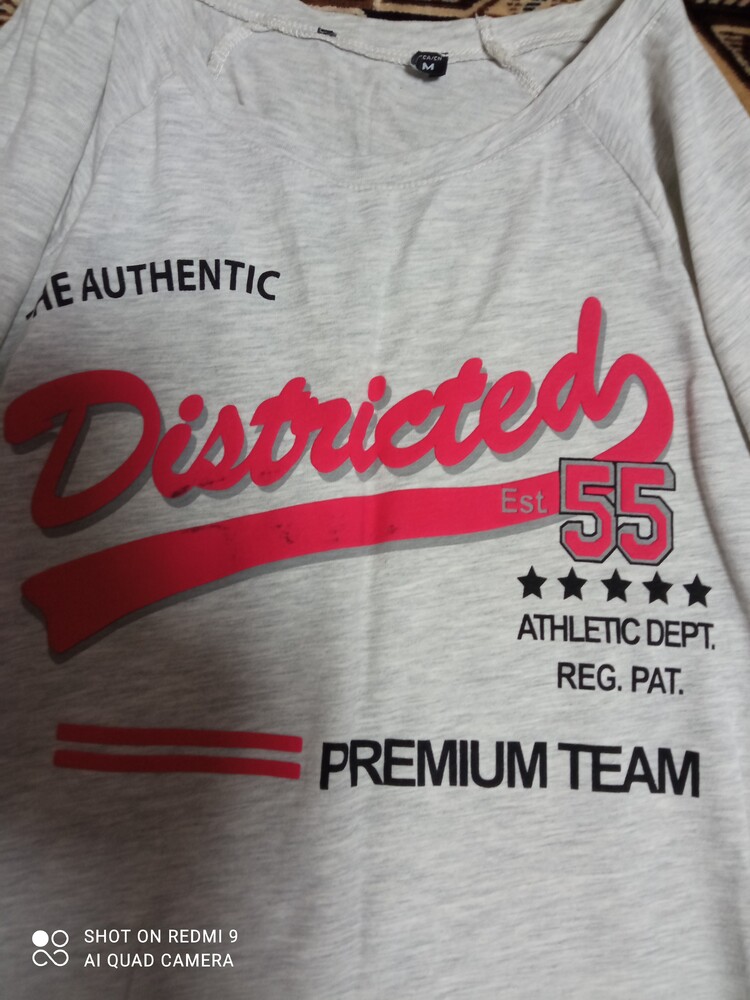 M
AUTHENTIC
Districted
Est. 55
ATHLETIC DEPT.
REG. PAT.
PREMIUM TEAM
SHOT ON REDMI 9
AI QUAD CAMERA